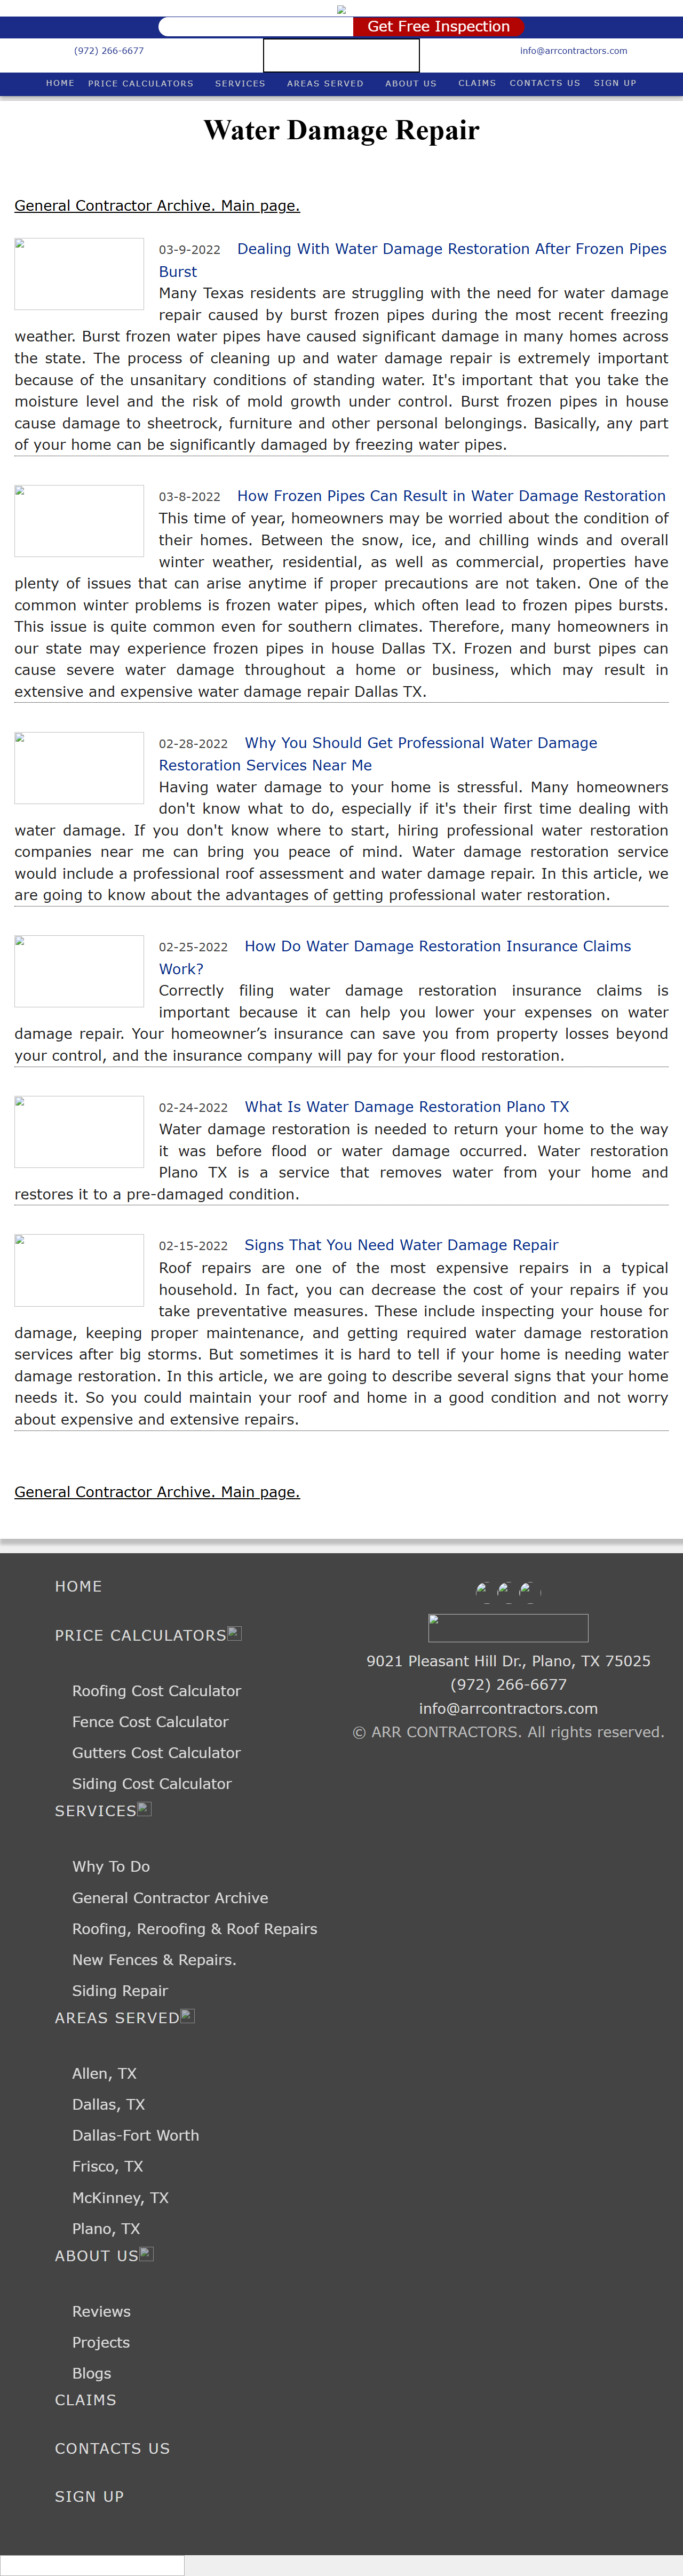 Get Free Inspection
(972) 266-6677
info@arrcontractors.com
HOME PRICE CALCULATORS SERVICES AREAS SERVED ABOUT US CLAIMS CONTACTS US SIGN UP
Water Damage Repair
General Contractor Archive. Main page.
03-9-2022 Dealing With Water Damage Restoration After Frozen Pipes
Burst
Many Texas residents are struggling with the need for water damage
repair caused by burst frozen pipes during the most recent freezing
weather. Burst frozen water pipes have caused significant damage in many homes across
the state. The process of cleaning up and water damage repair is extremely important
because of the unsanitary conditions of standing water. It's important that you take the
moisture level and the risk of mold growth under control. Burst frozen pipes in house
cause damage to sheetrock, furniture and other personal belongings. Basically, any part
of your home can be significantly damaged by freezing water pipes.
03-8-2022 How Frozen Pipes Can Result in Water Damage Restoration
This time of year, homeowners may be worried about the condition of
their homes. Between the snow, ice, and chilling winds and overall
winter weather, residential, as well as commercial, properties have
plenty of issues that can arise anytime if proper precautions are not taken. One of the
common winter problems is frozen water pipes, which often lead to frozen pipes bursts.
This issue is quite common even for southern climates. Therefore, many homeowners in
our state may experience frozen pipes in house Dallas TX. Frozen and burst pipes can
cause severe water damage throughout a home or business, which may result in
extensive and expensive water damage repair Dallas TX.
02-28-2022 Why You Should Get Professional Water Damage
Restoration Services Near Me
Having water damage to your home is stressful. Many homeowners
don't know what to do, especially if it's their first time dealing with
water damage. If you don't know where to start, hiring professional water restoration
companies near me can bring you peace of mind. Water damage restoration service
would include a professional roof assessment and water damage repair. In this article, we
are going to know about the advantages of getting professional water restoration.
02-25-2022 How Do Water Damage Restoration Insurance Claims
Work?
Correctly filing water damage restoration insurance claims is
important because it can help you lower your expenses on water
damage repair. Your homeowner’s insurance can save you from property losses beyond
your control, and the insurance company will pay for your flood restoration.
02-24-2022 What Is Water Damage Restoration Plano TX
Water damage restoration is needed to return your home to the way
it was before flood or water damage occurred. Water restoration
Plano TX is a service that removes water from your home and
restores it to a pre-damaged condition.
02-15-2022 Signs That You Need Water Damage Repair
Roof repairs are one of the most expensive repairs in a typical
household. In fact, you can decrease the cost of your repairs if you
take preventative measures. These include inspecting your house for
damage, keeping proper maintenance, and getting required water damage restoration
services after big storms. But sometimes it is hard to tell if your home is needing water
damage restoration. In this article, we are going to describe several signs that your home
needs it. So you could maintain your roof and home in a good condition and not worry
about expensive and extensive repairs.
General Contractor Archive. Main page.
HOME
PRICE CALCULATORS
Roofing Cost Calculator
Fence Cost Calculator
Gutters Cost Calculator
Siding Cost Calculator
SERVICES
Why To Do
General Contractor Archive
Roofing, Reroofing & Roof Repairs
New Fences & Repairs.
Siding Repair
AREAS SERVED
Allen, TX
Dallas, TX
Dallas-Fort Worth
Frisco, TX
McKinney, TX
Plano, TX
ABOUT US
Reviews
Projects
Blogs
CLAIMS
CONTACTS US
SIGN UP
9021 Pleasant Hill Dr., Plano, TX 75025
(972) 266-6677
info@arrcontractors.com
© ARR CONTRACTORS. All rights reserved.